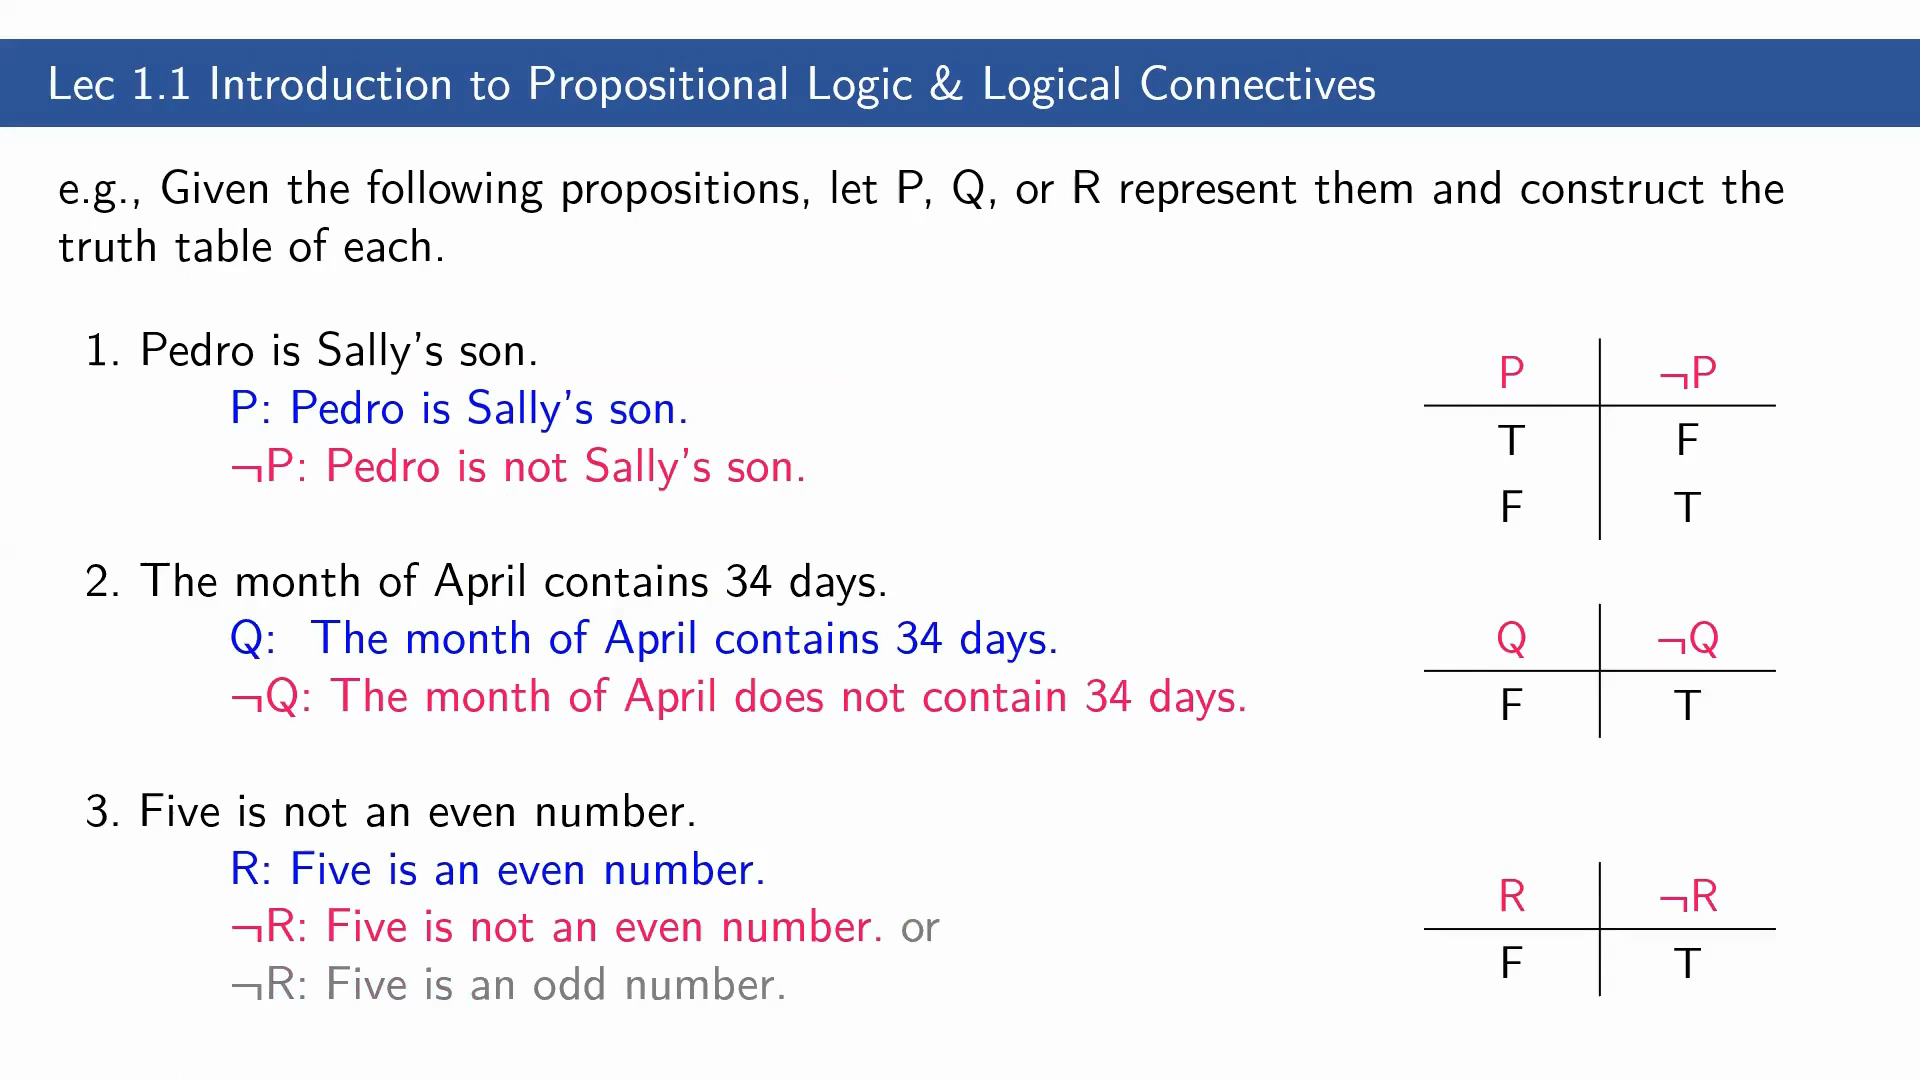 Lec 1.1 Introduction to Propositional Logic & Logical Connectives
e.g., Given the following propositions, let P, Q, or R represent them and construct the
truth table of each.
1. Pedro is Sally's son.
P: Pedro is Sally's son.
¬P: Pedro is not Sally's son.
P ¬P
T F
F T
2. The month of April contains 34 days.
Q: The month of April contains 34 days.
¬Q: The month of April does not contain 34 days.
Q ¬Q
F T
3. Five is not an even number.
R: Five is an even number.
¬R: Five is not an even number. or
¬R: Five is an odd number.
R ¬R
F T